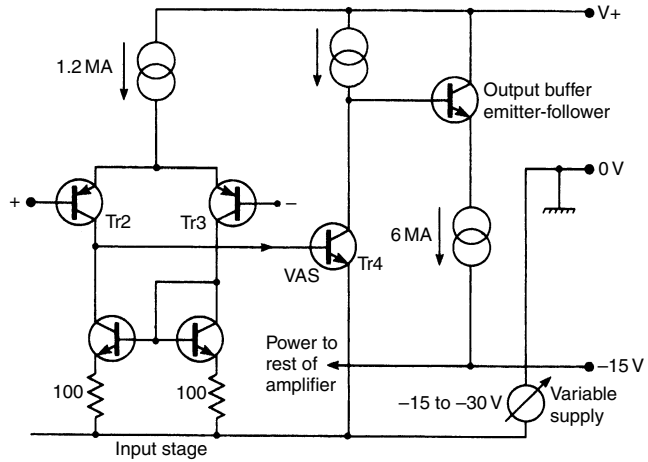 V+
1.2 MA
Output buffer
emitter-follower
0 V
+
Tr2
Tr3
–
6 MA
VAS
Tr4
Power to
rest of
amplifier
–15 V
100
100
–15 to –30 V
Variable
supply
Input stage